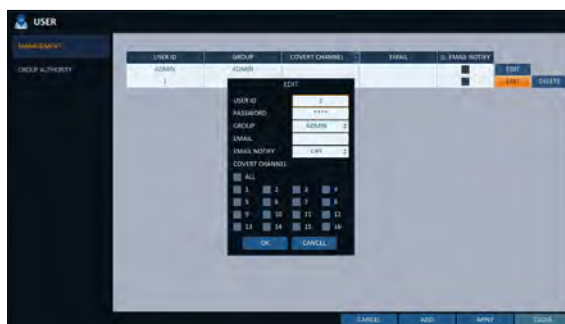 USER
MANAGEMENT
GROUP AUTHORITY
USER ID GROUP COVERT CHANNEL EMAIL EMAIL NOTIFY
ADMIN ADMIN EDIT
EDIT DELETE
EDIT
USER ID
PASSWORD ****
GROUP ADMIN
EMAIL
EMAIL NOTIFY OFF
COVERT CHANNEL
ALL
1 2 3 4
5 6 7 8
9 10 11 12
13 14 15 16
OK CANCEL
CANCEL ADD APPLY CLOSE